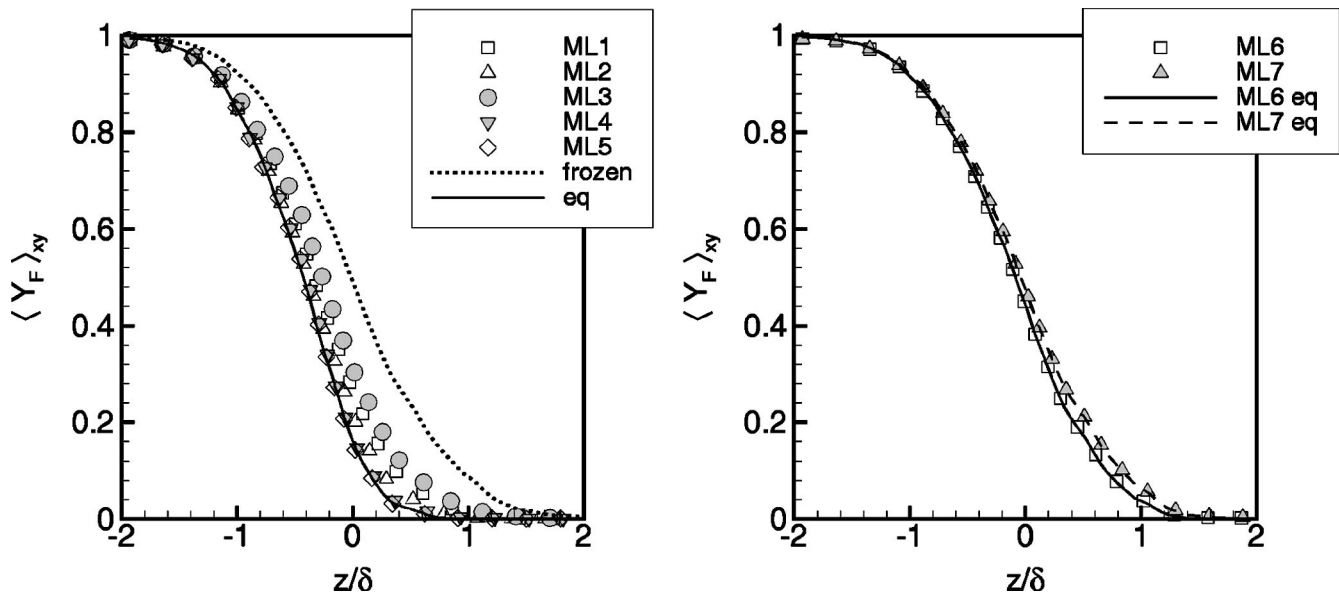 1
0.8
0.6
0.4
0.2
0
⟨ Y_F ⟩_xy
-2
-1
0
1
2
z/δ
ML1
ML2
ML3
ML4
ML5
frozen
eq
1
0.8
0.6
0.4
0.2
0
⟨ Y_F ⟩_xy
-2
-1
0
1
2
z/δ
ML6
ML7
ML6 eq
ML7 eq